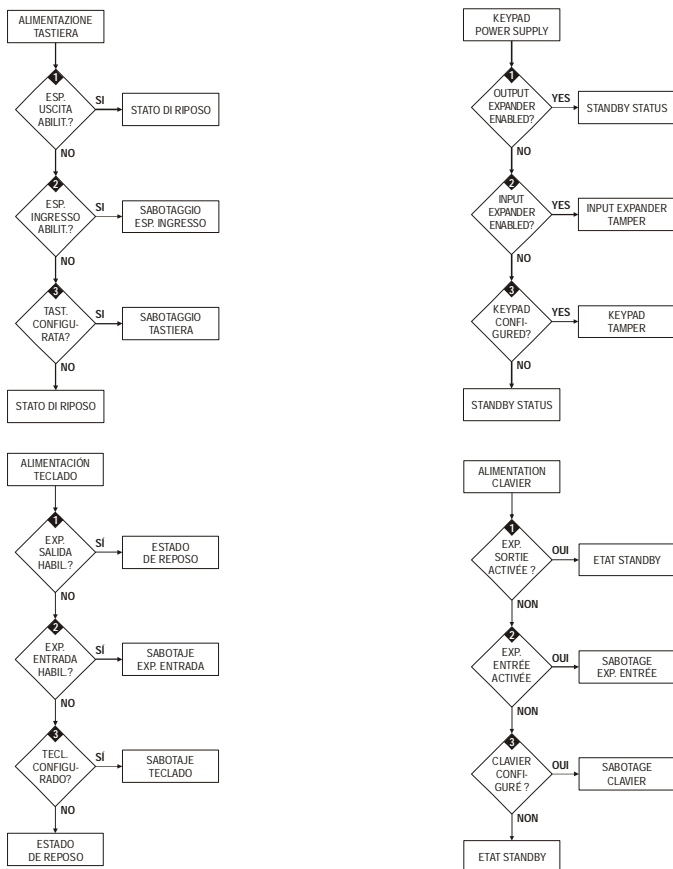 ALIMENTAZIONE
TASTIERA
1
ESP.
USCITA
ABILIT.?
SI
STATO DI RIPOSO
NO
2
ESP.
INGRESSO
ABILIT.?
SI
SABOTAGGIO
ESP. INGRESSO
NO
3
TAST.
CONFIGU-
RATA?
SI
SABOTAGGIO
TASTIERA
NO
STATO DI RIPOSO
KEYPAD
POWER SUPPLY
1
OUTPUT
EXPANDER
ENABLED?
YES
STANDBY STATUS
NO
2
INPUT
EXPANDER
ENABLED?
YES
INPUT EXPANDER
TAMPER
NO
3
KEYPAD
CONFI-
GURED?
YES
KEYPAD
TAMPER
NO
STANDBY STATUS
ALIMENTACIÓN
TECLADO
1
EXP.
SALIDA
HABIL.?
SÍ
ESTADO
DE REPOSO
NO
2
EXP.
ENTRADA
HABIL.?
SÍ
SABOTAJE
EXP. ENTRADA
NO
3
TECL.
CONFIGU-
RADO?
SÍ
SABOTAJE
TECLADO
NO
ESTADO
DE REPOSO
ALIMENTATION
CLAVIER
1
EXP.
SORTIE
ACTIVÉE ?
OUI
ETAT STANDBY
NON
2
EXP.
ENTRÉE
ACTIVÉE
OUI
SABOTAGE
EXP. ENTRÉE
NON
3
CLAVIER
CONFI-
GURÉ ?
OUI
SABOTAGE
CLAVIER
NON
ETAT STANDBY